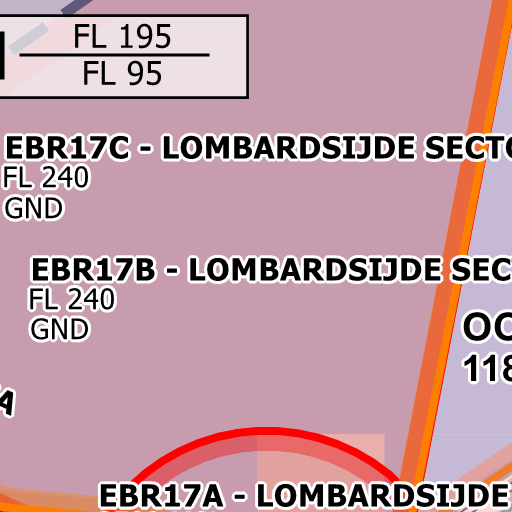 FL 195
FL 95
EBR17C - LOMBARDSIJDE SECTO
FL 240
GND
EBR17B - LOMBARDSIJDE SEC
FL 240
GND
OO
118
A
EBR17A - LOMBARDSIJDE